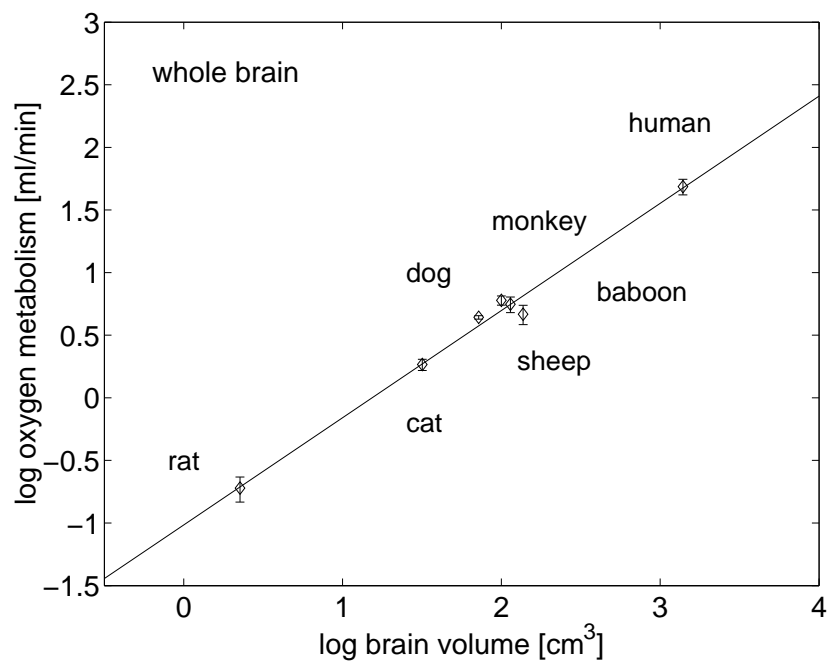 3
whole brain
2.5
human
2
monkey
1.5
dog
1
baboon
0.5
sheep
0
cat
rat
−0.5
−1
−1.5
0 1 2 3 4
log brain volume [cm³]
log oxygen metabolism [ml/min]